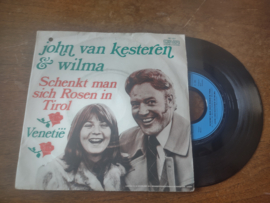 john van kesteren
& wilma
Schenkt man
sich Rosen in
Tirol
Venetië